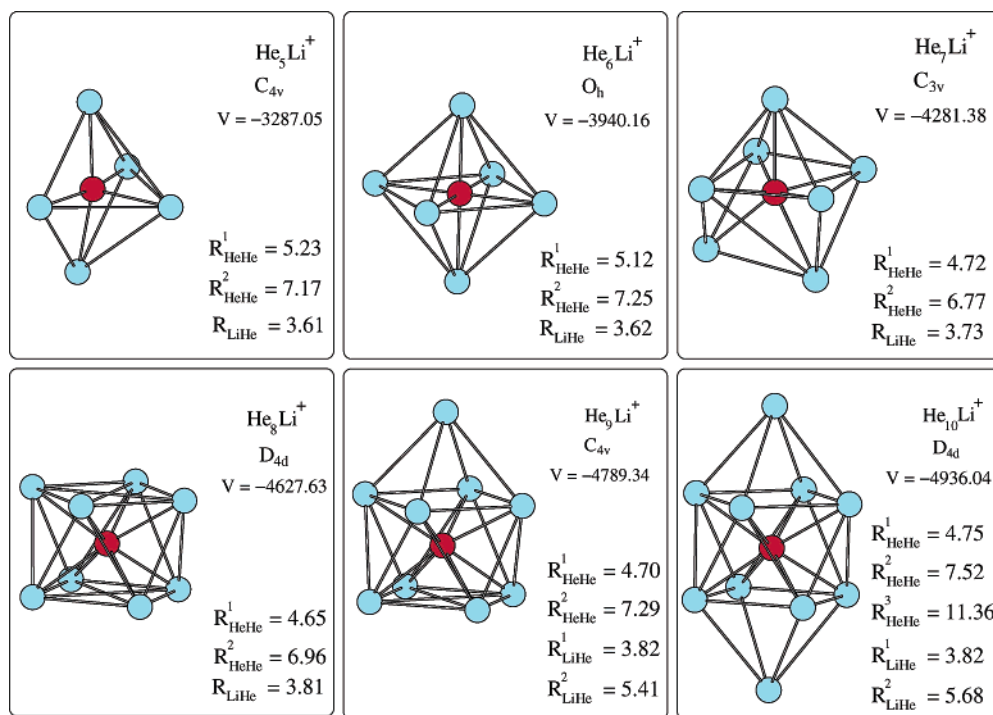 He₅Li⁺
C₄ᵥ
V = −3287.05
R¹HeHe = 5.23
R²HeHe = 7.17
R LiHe = 3.61
He₆Li⁺
Oₕ
V = −3940.16
R¹HeHe = 5.12
R²HeHe = 7.25
R LiHe = 3.62
He₇Li⁺
C₃ᵥ
V = −4281.38
R¹HeHe = 4.72
R²HeHe = 6.77
R LiHe = 3.73
He₈Li⁺
D₄d
V = −4627.63
R¹HeHe = 4.65
R²HeHe = 6.96
R LiHe = 3.81
He₉Li⁺
C₄ᵥ
V = −4789.34
R¹HeHe = 4.70
R²HeHe = 7.29
R¹LiHe = 3.82
R²LiHe = 5.41
He₁₀Li⁺
D₄d
V = −4936.04
R¹HeHe = 4.75
R²HeHe = 7.52
R³HeHe = 11.36
R¹LiHe = 3.82
R²LiHe = 5.68